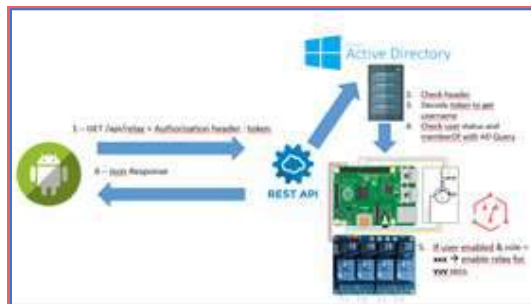 Active Directory
2. Check header
3. Decode token to get
username
4. Check user status and
memberOf with AD Query
1 – GET /api/relay + Authorization header : token
6 – Json Response
REST API
5. If user enabled & role =
xxx → enable relay for
yyy secs